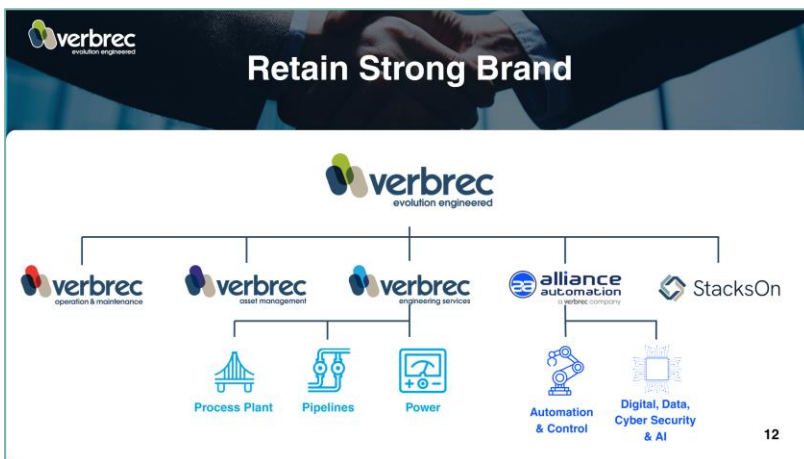 verbrec
evolution engineered
Retain Strong Brand
verbrec
evolution engineered
verbrec
operation & maintenance
verbrec
asset management
verbrec
engineering services
alliance
automation
a verbrec company
StacksOn
Process Plant
Pipelines
Power
Automation
& Control
Digital, Data,
Cyber Security
& AI
12